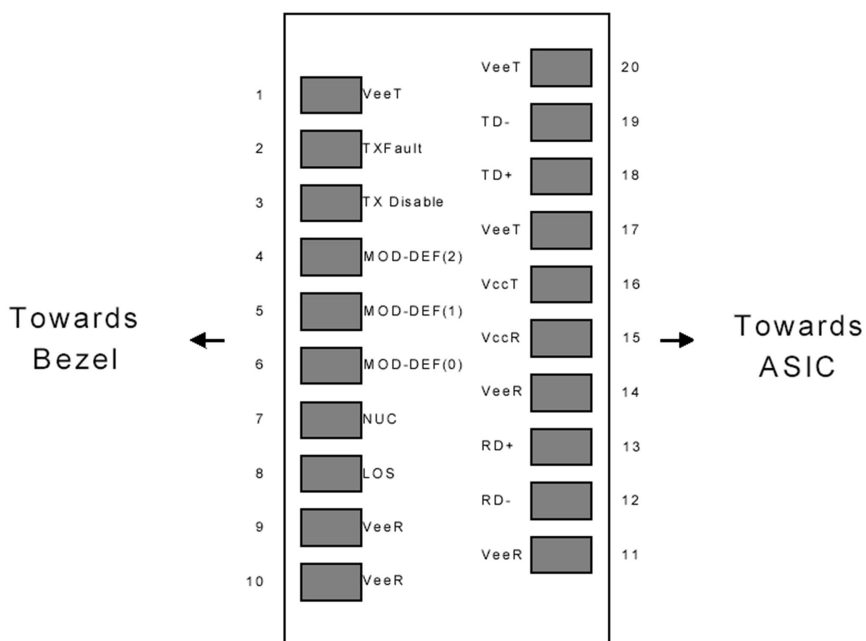 1 VeeT
2 TXFault
3 TX Disable
4 MOD-DEF(2)
5 MOD-DEF(1)
6 MOD-DEF(0)
7 NUC
8 LOS
9 VeeR
10 VeeR
VeeT 20
TD- 19
TD+ 18
VeeT 17
VccT 16
VccR 15
VeeR 14
RD+ 13
RD- 12
VeeR 11
Towards
Bezel
Towards
ASIC